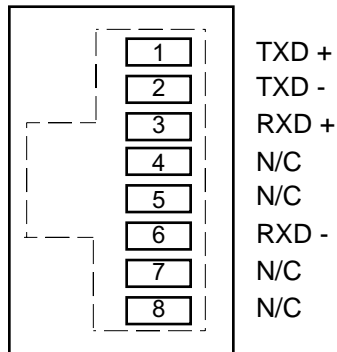 1 TXD +
2 TXD -
3 RXD +
4 N/C
5 N/C
6 RXD -
7 N/C
8 N/C